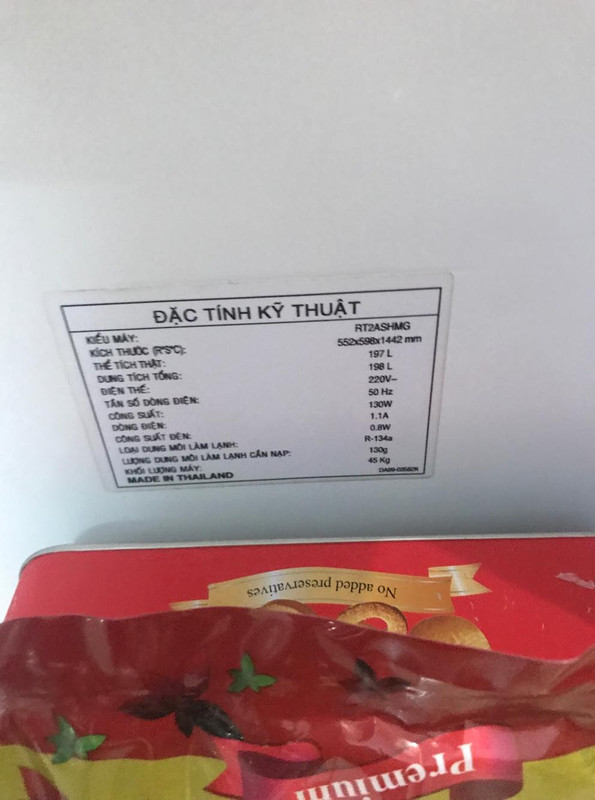 ĐẶC TÍNH KỸ THUẬT
KIỂU MÁY: RT2ASHMG
KÍCH THƯỚC (R*S*C): 552x598x1442 mm
THỂ TÍCH THẬT: 197 L
DUNG TÍCH TỔNG: 198 L
ĐIỆN THẾ: 220V~
TẦN SỐ DÒNG ĐIỆN: 50 Hz
CÔNG SUẤT: 130W
DÒNG ĐIỆN: 1.1A
CÔNG SUẤT ĐÈN: 0.8W
LOẠI DUNG MÔI LÀM LẠNH: R-134a
LƯỢNG DUNG MÔI LÀM LẠNH CẦN NẠP: 130g
KHỐI LƯỢNG MÁY: 45 Kg
MADE IN THAILAND
No added preservatives
Premium